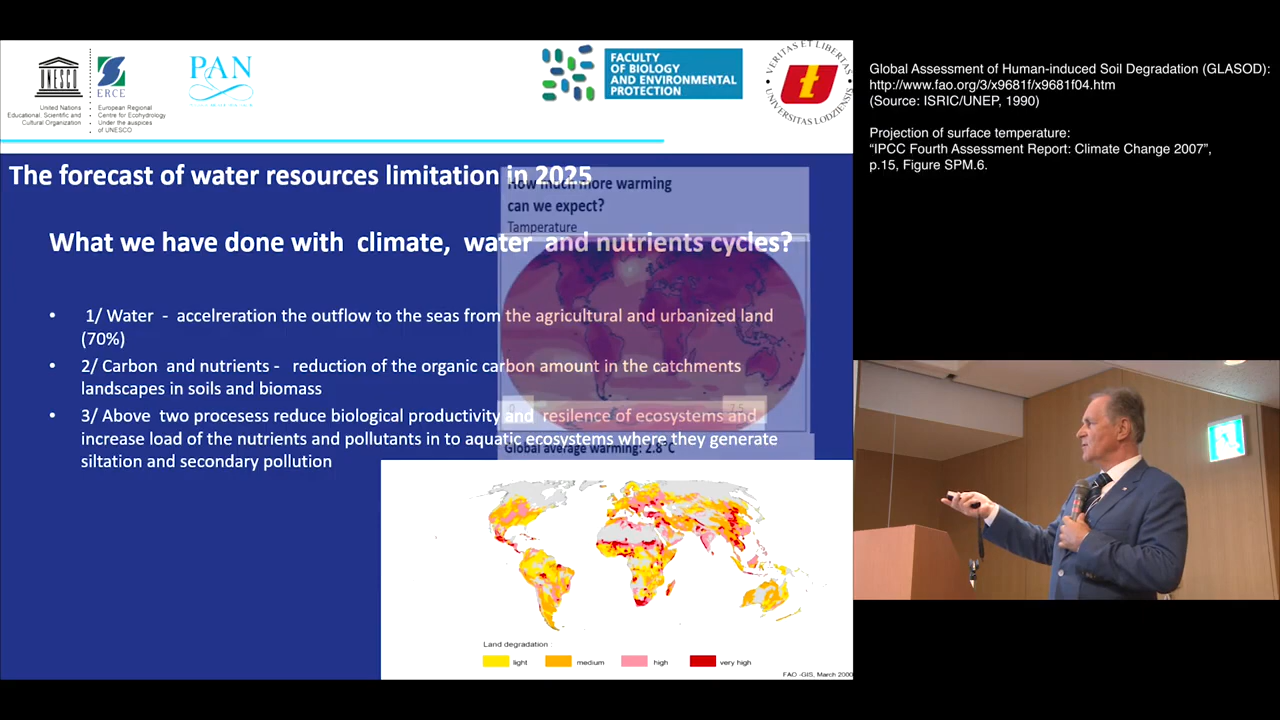 UNESCO
United Nations
Educational, Scientific and
Cultural Organization
ERCE
European Regional
Centre for Ecohydrology
Under the auspices
of UNESCO
PAN
FACULTY
OF BIOLOGY
AND ENVIRONMENTAL
PROTECTION
VERITAS ET LIBERTAS
UNIVERSITAS LODZIENSIS
The forecast of water resources limitation in 2025
How much more warming
can we expect?
Tamperature
What we have done with climate, water and nutrients cycles?
• 1/ Water - accelreration the outflow to the seas from the agricultural and urbanized land
(70%)
• 2/ Carbon and nutrients - reduction of the organic carbon amount in the catchments
landscapes in soils and biomass
• 3/ Above two procesess reduce biological productivity and resilence of ecosystems and
increase load of the nutrients and pollutants in to aquatic ecosystems where they generate
siltation and secondary pollution
0
7.5
Global average warming: 2.8°C
Land degradation :
light
medium
high
very high
FAO -GIS, March 2000
Global Assessment of Human-induced Soil Degradation (GLASOD):
http://www.fao.org/3/x9681f/x9681f04.htm
(Source: ISRIC/UNEP, 1990)
Projection of surface temperature:
“IPCC Fourth Assessment Report: Climate Change 2007”,
p.15, Figure SPM.6.